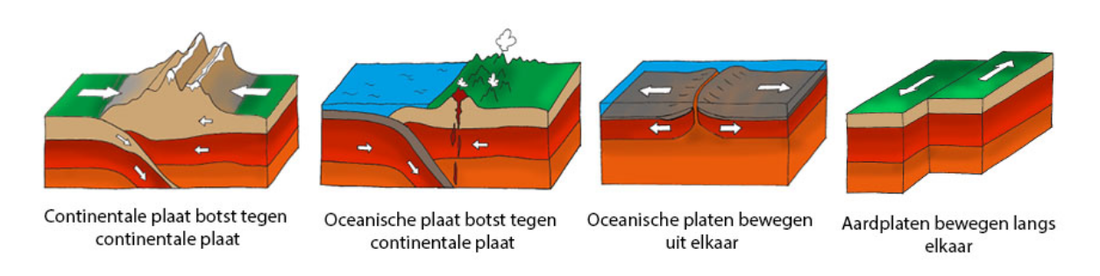 Continentale plaat botst tegen
continentale plaat
Oceanische plaat botst tegen
continentale plaat
Oceanische platen bewegen
uit elkaar
Aardplaten bewegen langs
elkaar